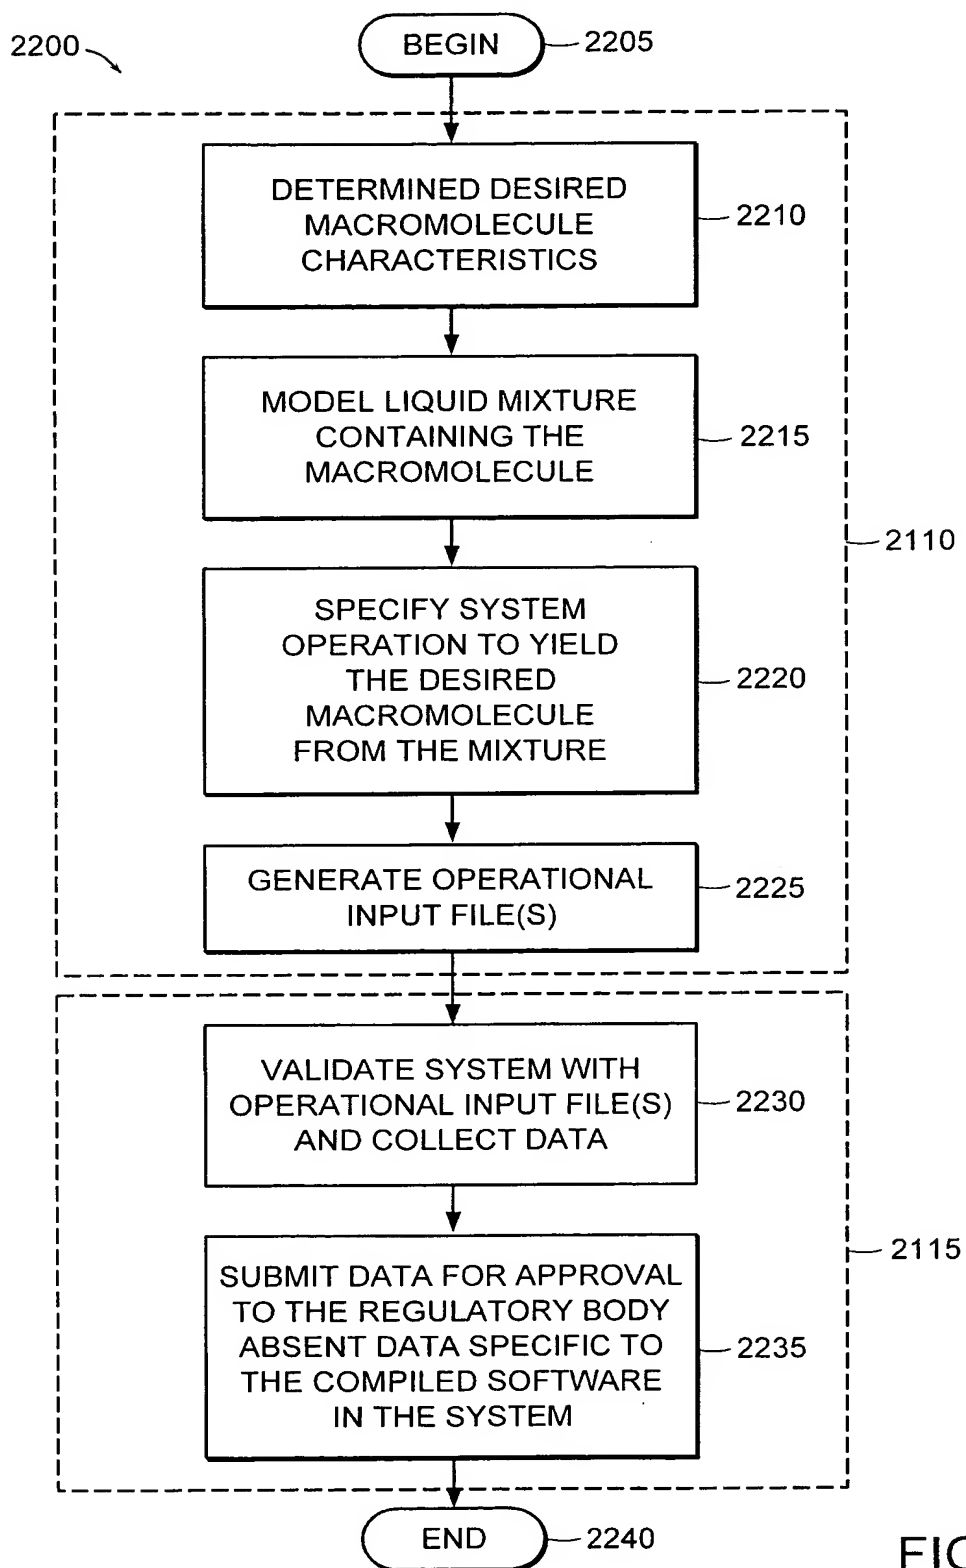 2200
BEGIN
2205
DETERMINED DESIRED
MACROMOLECULE
CHARACTERISTICS
2210
MODEL LIQUID MIXTURE
CONTAINING THE
MACROMOLECULE
2215
2110
SPECIFY SYSTEM
OPERATION TO YIELD
THE DESIRED
MACROMOLECULE
FROM THE MIXTURE
2220
GENERATE OPERATIONAL
INPUT FILE(S)
2225
VALIDATE SYSTEM WITH
OPERATIONAL INPUT FILE(S)
AND COLLECT DATA
2230
SUBMIT DATA FOR APPROVAL
TO THE REGULATORY BODY
ABSENT DATA SPECIFIC TO
THE COMPILED SOFTWARE
IN THE SYSTEM
2235
2115
END
2240
FIG